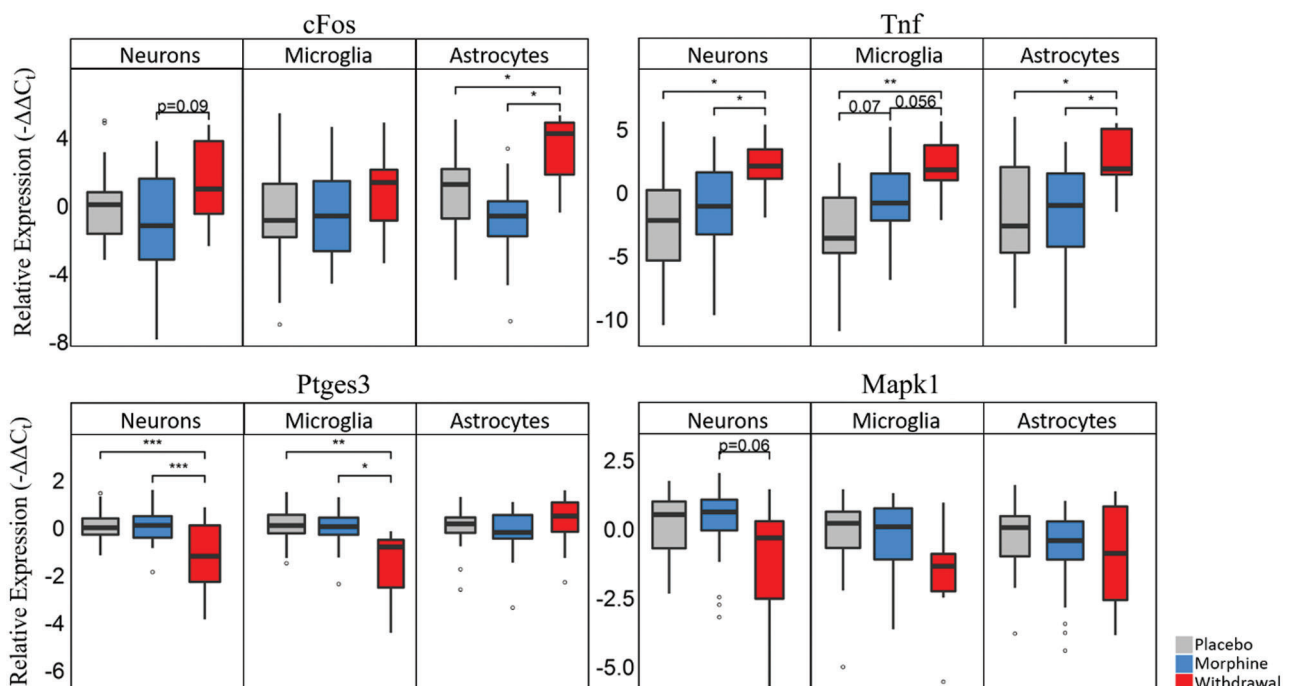 cFos
Tnf
Neurons Microglia Astrocytes
Neurons Microglia Astrocytes
Relative Expression (-ΔΔCt)
p=0.09
*
*
4
0
-4
-8
*
*
**
0.07 0.056
*
*
5
0
-5
-10
Ptges3
Mapk1
Neurons Microglia Astrocytes
Neurons Microglia Astrocytes
Relative Expression (-ΔΔCt)
***
***
**
*
2
0
-2
-4
-6
p=0.06
2.5
0.0
-2.5
-5.0
Placebo
Morphine
Withdrawal